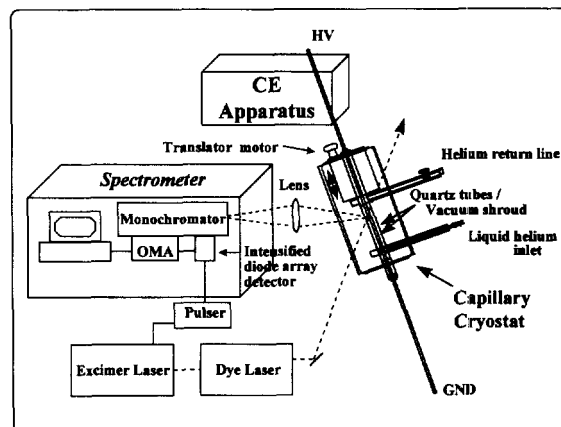 HV
CE
Apparatus
Translator motor
Helium return line
Spectrometer
Lens
Monochromator
Quartz tubes /
Vacuum shroud
OMA
Intensified
diode array
detector
Liquid helium
inlet
Capillary
Cryostat
Pulser
Excimer Laser
Dye Laser
GND